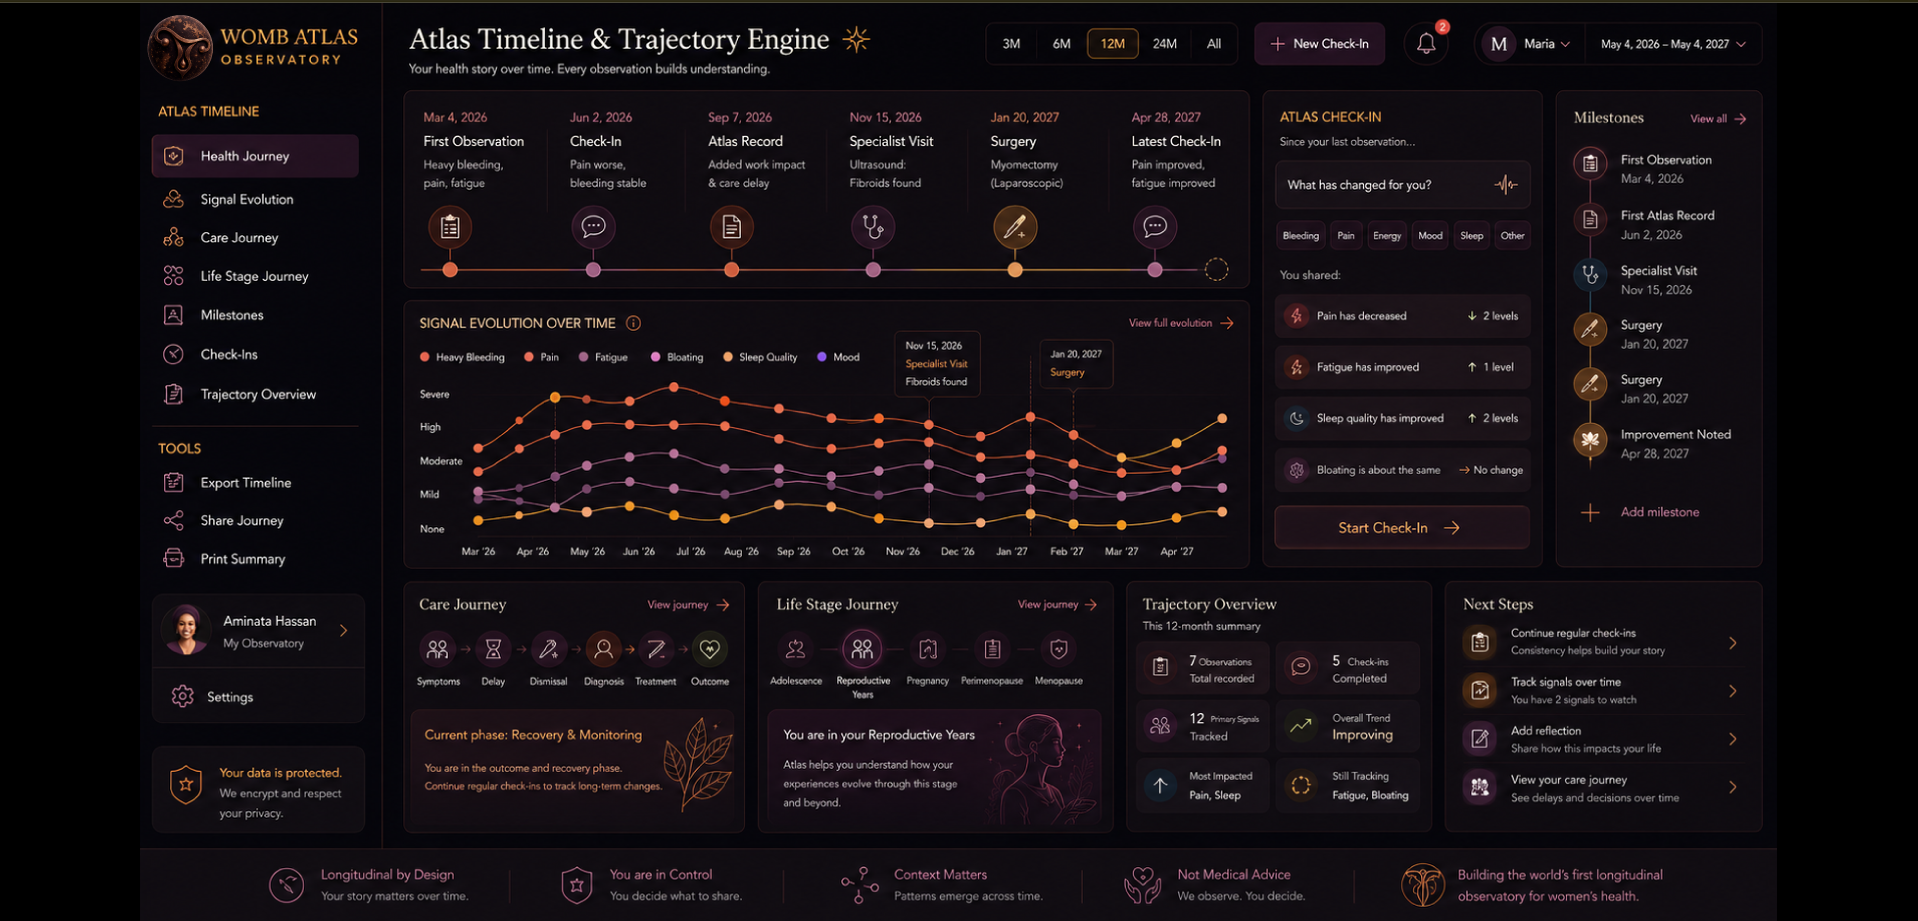 WOMB ATLAS
OBSERVATORY
ATLAS TIMELINE
Health Journey
Signal Evolution
Care Journey
Life Stage Journey
Milestones
Check-Ins
Trajectory Overview
TOOLS
Export Timeline
Share Journey
Print Summary
Aminata Hassan
My Observatory
Settings
Your data is protected.
We encrypt and respect
your privacy.
Atlas Timeline & Trajectory Engine
Your health story over time. Every observation builds understanding.
3M 6M 12M 24M All
New Check-In
2
M Maria
May 4, 2026 – May 4, 2027
Mar 4, 2026
First Observation
Heavy bleeding,
pain, fatigue
Jun 2, 2026
Check-In
Pain worse,
bleeding stable
Sep 7, 2026
Atlas Record
Added work impact
& care delay
Nov 15, 2026
Specialist Visit
Ultrasound:
Fibroids found
Jan 20, 2027
Surgery
Myomectomy
(Laparoscopic)
Apr 28, 2027
Latest Check-In
Pain improved,
fatigue improved
SIGNAL EVOLUTION OVER TIME
View full evolution
Heavy Bleeding Pain Fatigue Bloating Sleep Quality Mood
Nov 15, 2026
Specialist Visit
Fibroids found
Jan 20, 2027
Surgery
Severe
High
Moderate
Mild
None
Mar '26 Apr '26 May '26 Jun '26 Jul '26 Aug '26 Sep '26 Oct '26 Nov '26 Dec '26 Jan '27 Feb '27 Mar '27 Apr '27
ATLAS CHECK-IN
Since your last observation...
What has changed for you?
Bleeding Pain Energy Mood Sleep Other
You shared:
Pain has decreased ↓ 2 levels
Fatigue has improved ↑ 1 level
Sleep quality has improved ↑ 2 levels
Bloating is about the same → No change
Start Check-In →
Milestones
View all →
First Observation
Mar 4, 2026
First Atlas Record
Jun 2, 2026
Specialist Visit
Nov 15, 2026
Surgery
Jan 20, 2027
Surgery
Jan 20, 2027
Improvement Noted
Apr 28, 2027
Add milestone
Care Journey
View journey →
Symptoms Delay Dismissal Diagnosis Treatment Outcome
Current phase: Recovery & Monitoring
You are in the outcome and recovery phase.
Continue regular check-ins to track long-term changes.
Life Stage Journey
View journey →
Adolescence Reproductive Pregnancy Perimenopause Menopause
Years
You are in your Reproductive Years
Atlas helps you understand how your
experiences evolve through this stage
and beyond.
Trajectory Overview
This 12-month summary
7 Observations
Total recorded
5 Check-ins
Completed
12 Primary Signals
Tracked
Overall Trend
Improving
Most Impacted
Pain, Sleep
Still Tracking
Fatigue, Bloating
Next Steps
Continue regular check-ins
Consistency helps build your story
Track signals over time
You have 2 signals to watch
Add reflection
Share how this impacts your life
View your care journey
See delays and decisions over time
Longitudinal by Design
Your story matters over time.
You are in Control
You decide what to share.
Context Matters
Patterns emerge across time.
Not Medical Advice
We observe. You decide.
Building the world's first longitudinal
observatory for women's health.